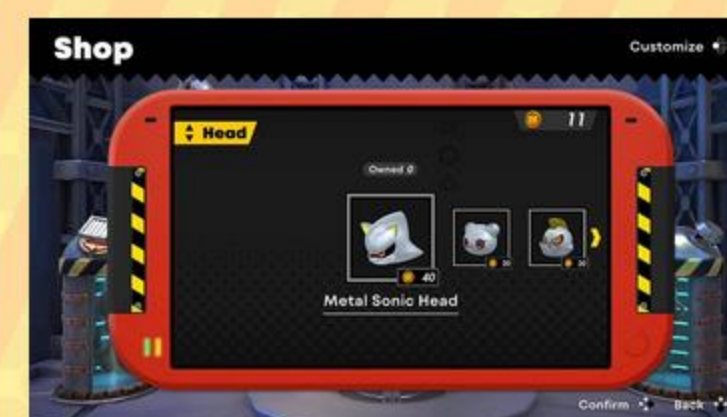 Shop
Customize
Head
11
Owned 0
40
30
30
Metal Sonic Head
Confirm
Back